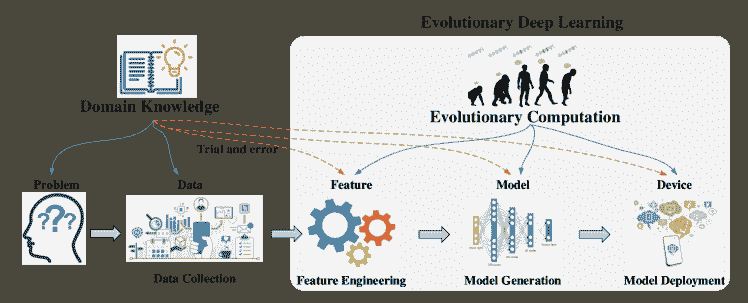 Evolutionary Deep Learning
Domain Knowledge
Evolutionary Computation
Trial and error
Problem
Data
Feature
Model
Device
???
Data Collection
Feature Engineering
Model Generation
Model Deployment